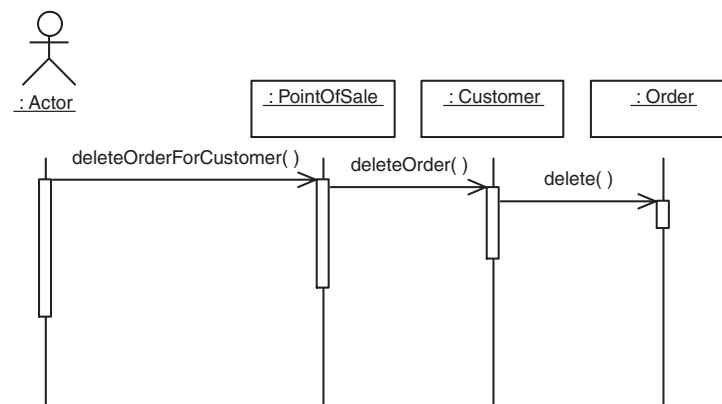 : Actor
: PointOfSale
: Customer
: Order
deleteOrderForCustomer( )
deleteOrder( )
delete( )